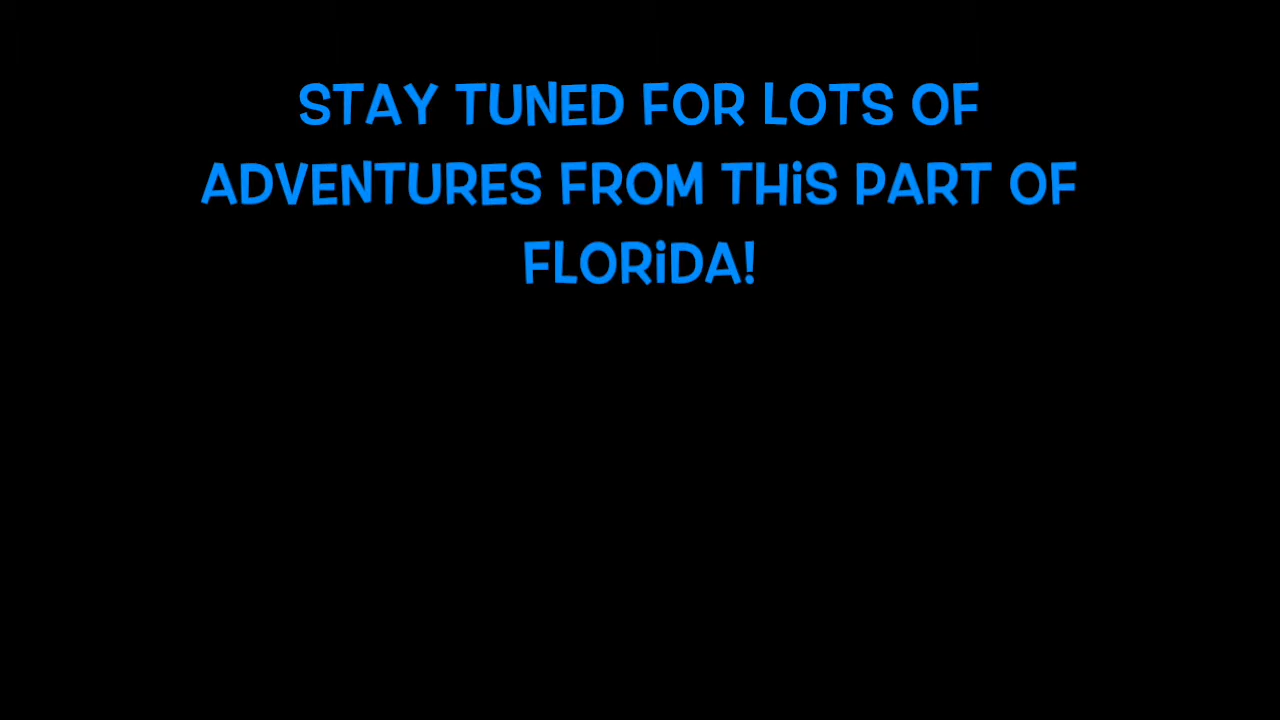 STAY TUNED FOR LOTS OF
ADVENTURES FROM THiS PART OF
FLORiDA!